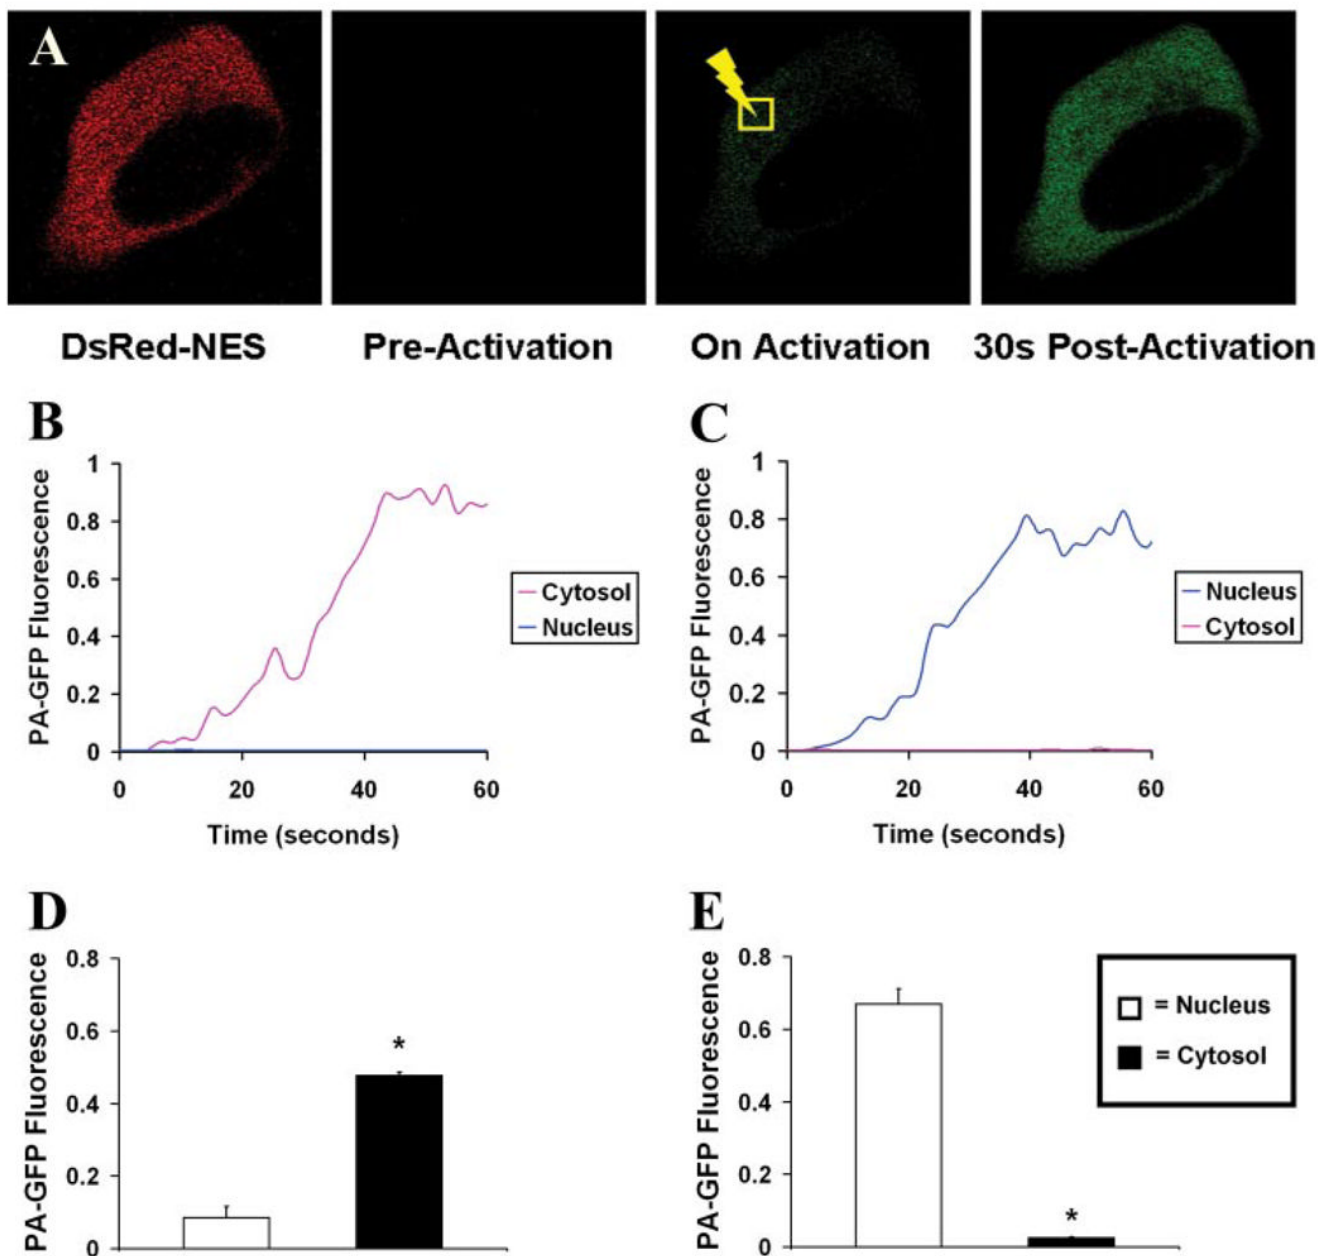 A
DsRed-NES
Pre-Activation
On Activation
30s Post-Activation
B
PA-GFP Fluorescence
1
0.8
0.6
0.4
0.2
0
0 20 40 60
Time (seconds)
Cytosol
Nucleus
C
PA-GFP Fluorescence
1
0.8
0.6
0.4
0.2
0
0 20 40 60
Time (seconds)
Nucleus
Cytosol
D
PA-GFP Fluorescence
0.8
0.6
0.4
0.2
0
*
E
PA-GFP Fluorescence
0.8
0.6
0.4
0.2
0
*
= Nucleus
= Cytosol